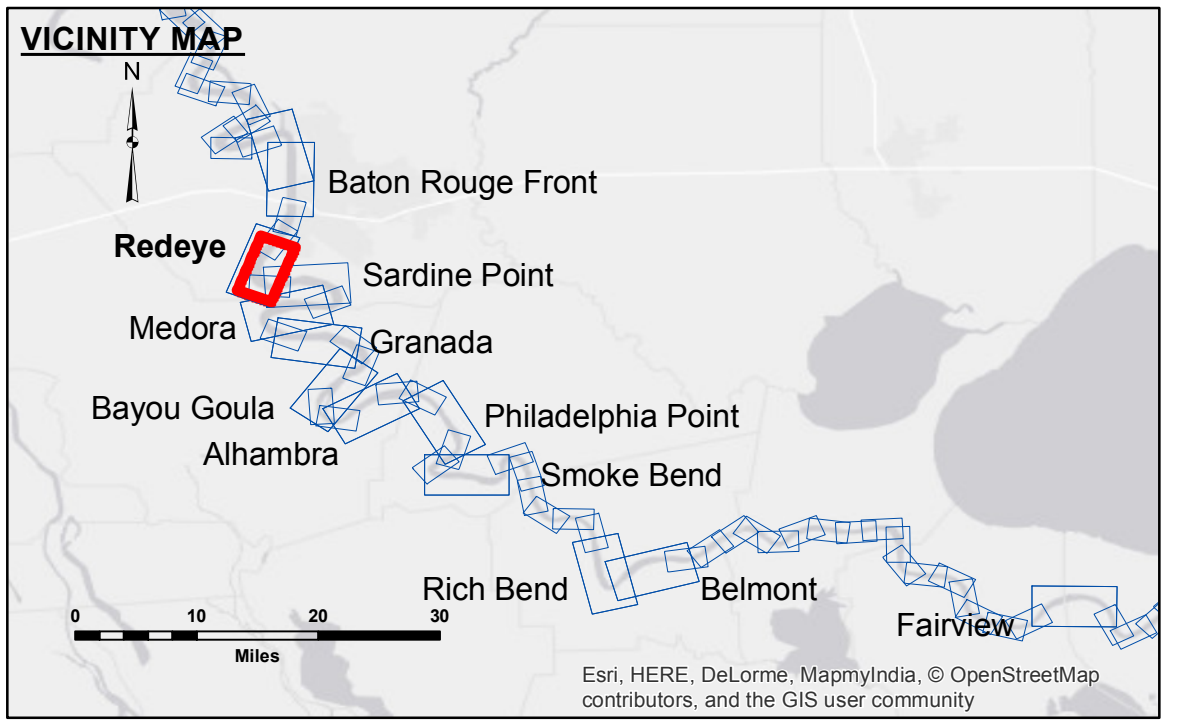 VICINITY MAP
N
Baton Rouge Front
Redeye
Sardine Point
Medora
Granada
Bayou Goula
Philadelphia Point
Alhambra
Smoke Bend
Rich Bend
Belmont
Fairview
0 10 20 30
Miles
Esri, HERE, DeLorme, MapmyIndia, © OpenStreetMap
contributors, and the GIS user community